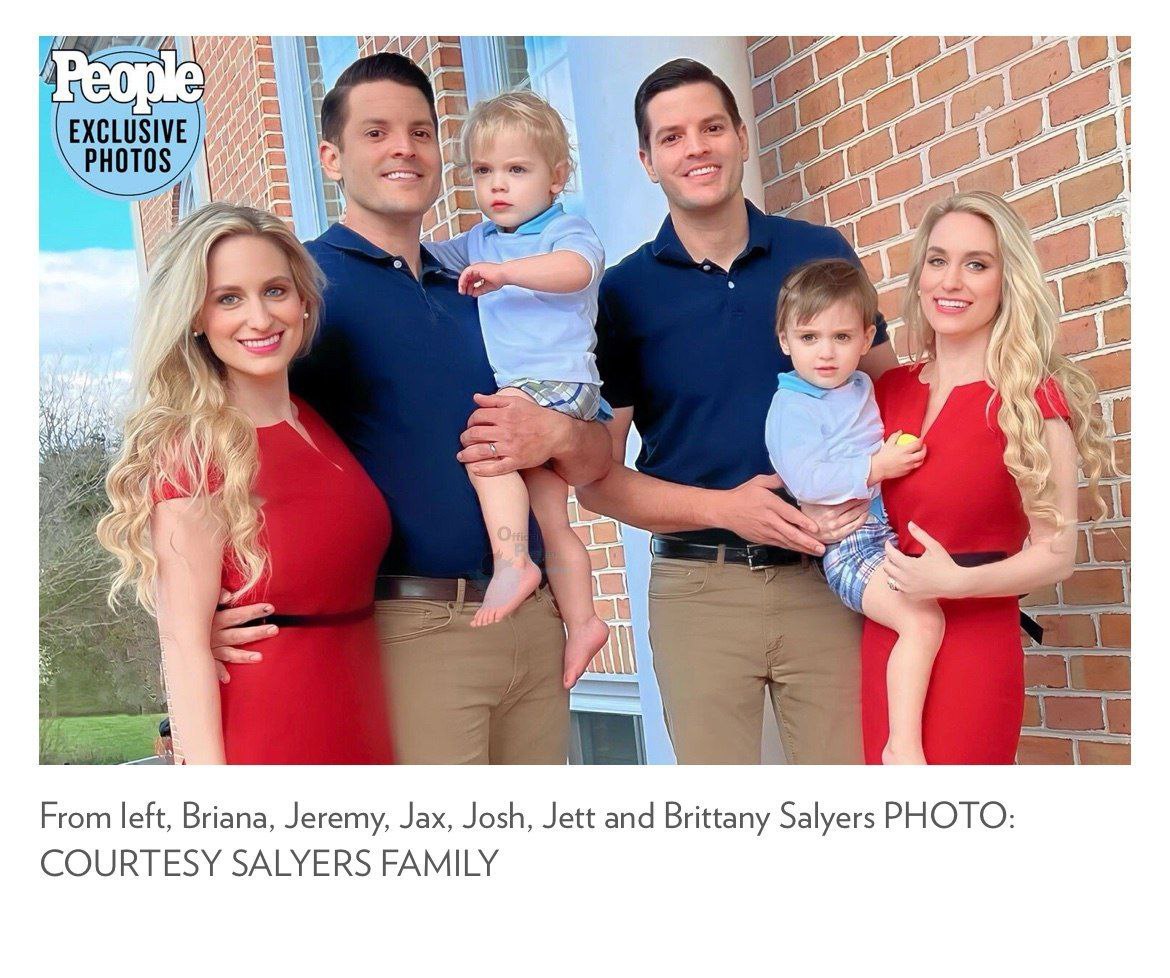 People
EXCLUSIVE
PHOTOS
From left, Briana, Jeremy, Jax, Josh, Jett and Brittany Salyers PHOTO:
COURTESY SALYERS FAMILY